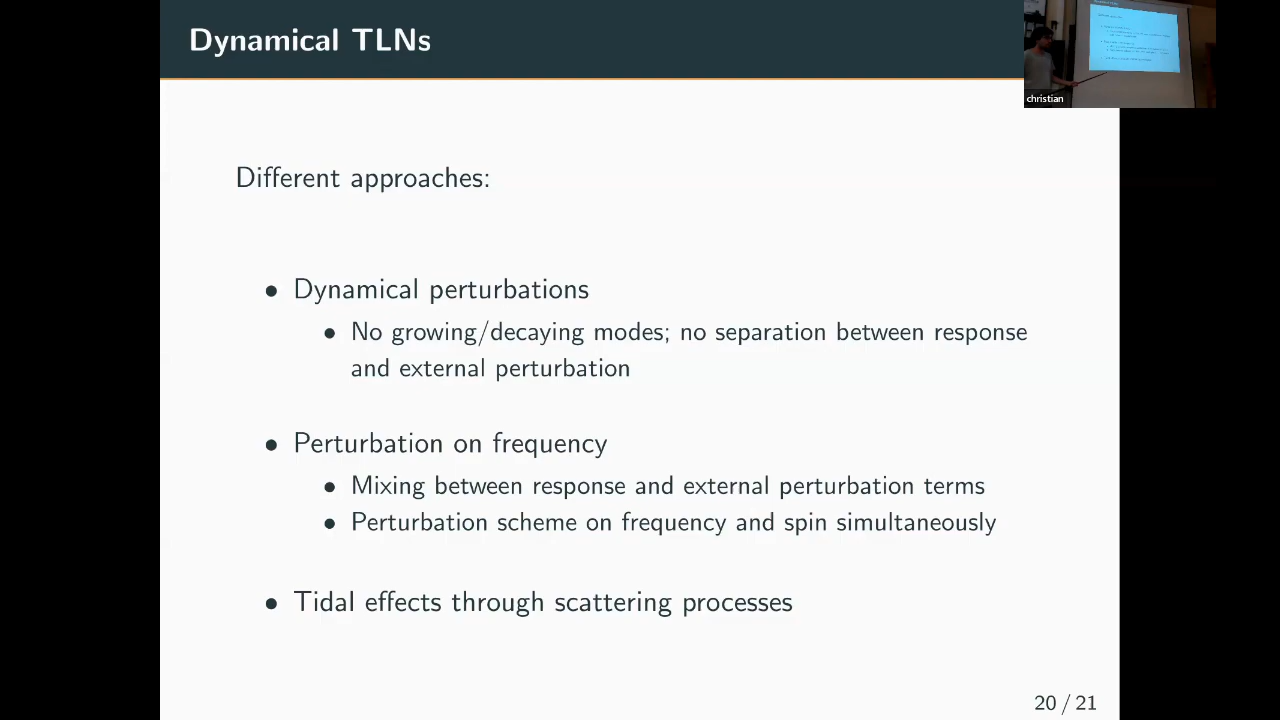 Dynamical TLNs
christian
Different approaches:
• Dynamical perturbations
• No growing/decaying modes; no separation between response
and external perturbation
• Perturbation on frequency
• Mixing between response and external perturbation terms
• Perturbation scheme on frequency and spin simultaneously
• Tidal effects through scattering processes
20 / 21